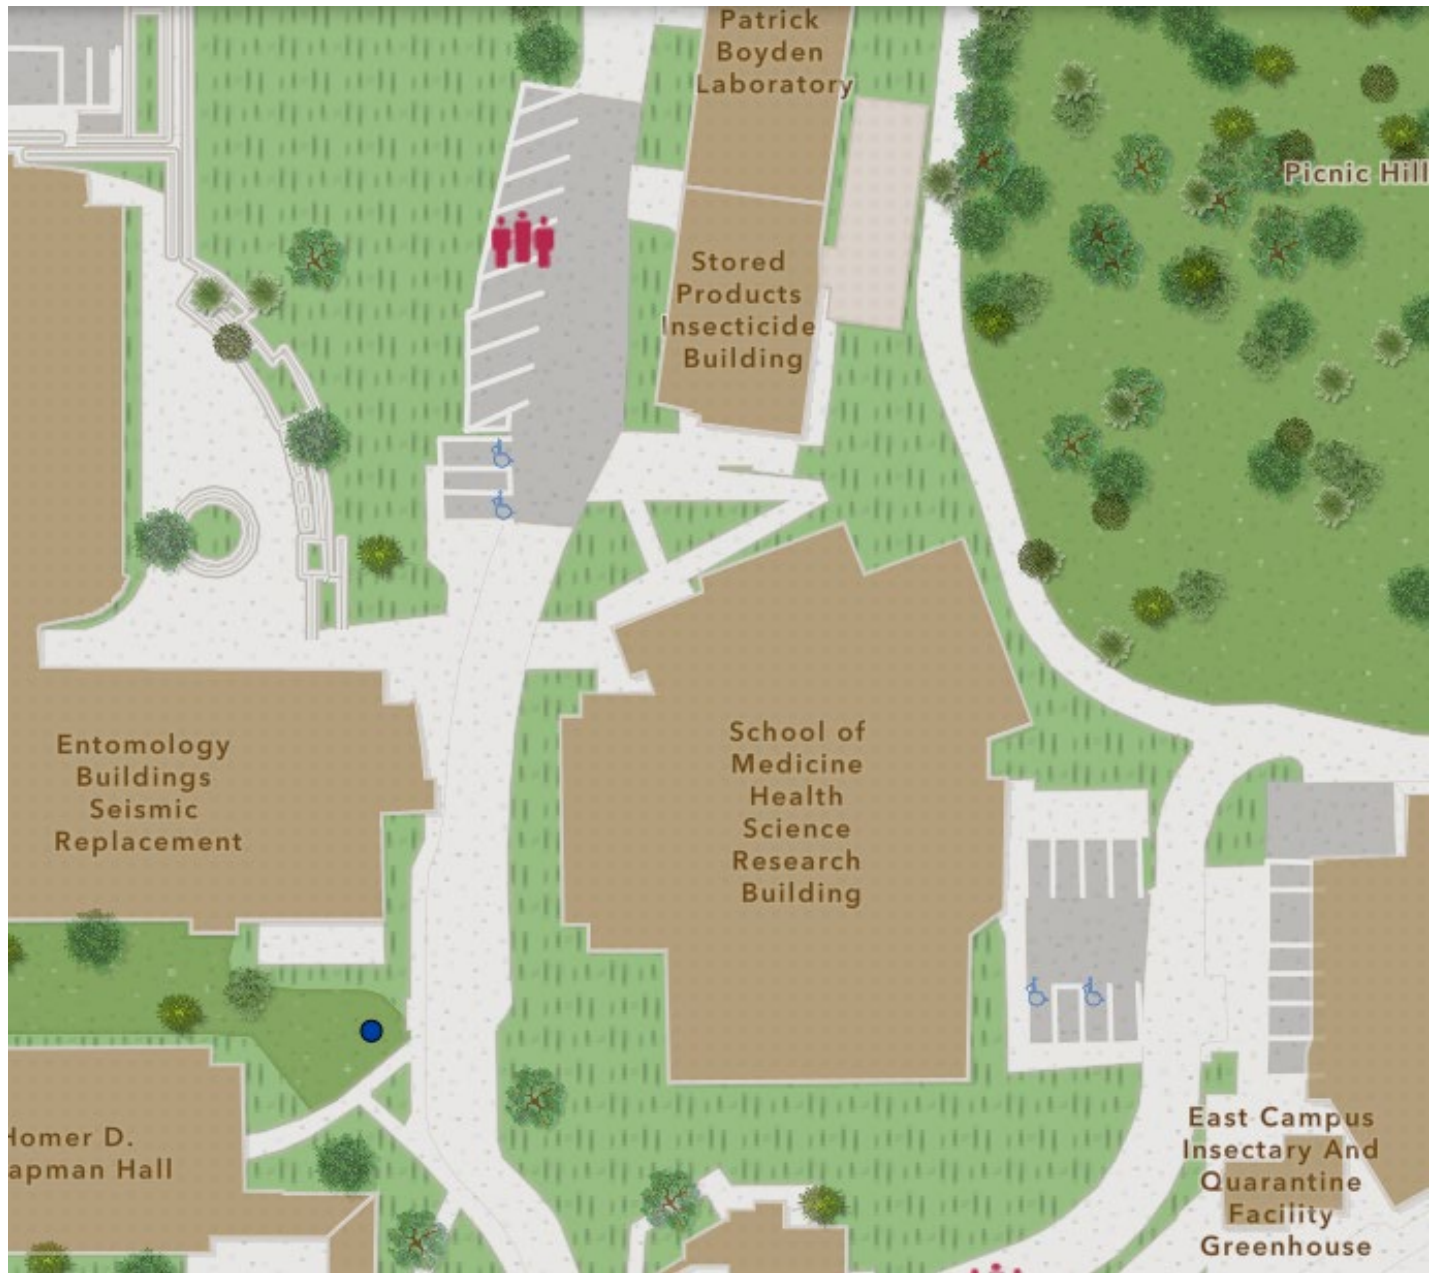 Patrick
Boyden
Laboratory
Picnic Hill
Stored
Products
Insecticide
Building
School of
Medicine
Health
Science
Research
Building
Entomology
Buildings
Seismic
Replacement
East Campus
Insectary And
Quarantine
Facility
Greenhouse
Homer D.
apman Hall